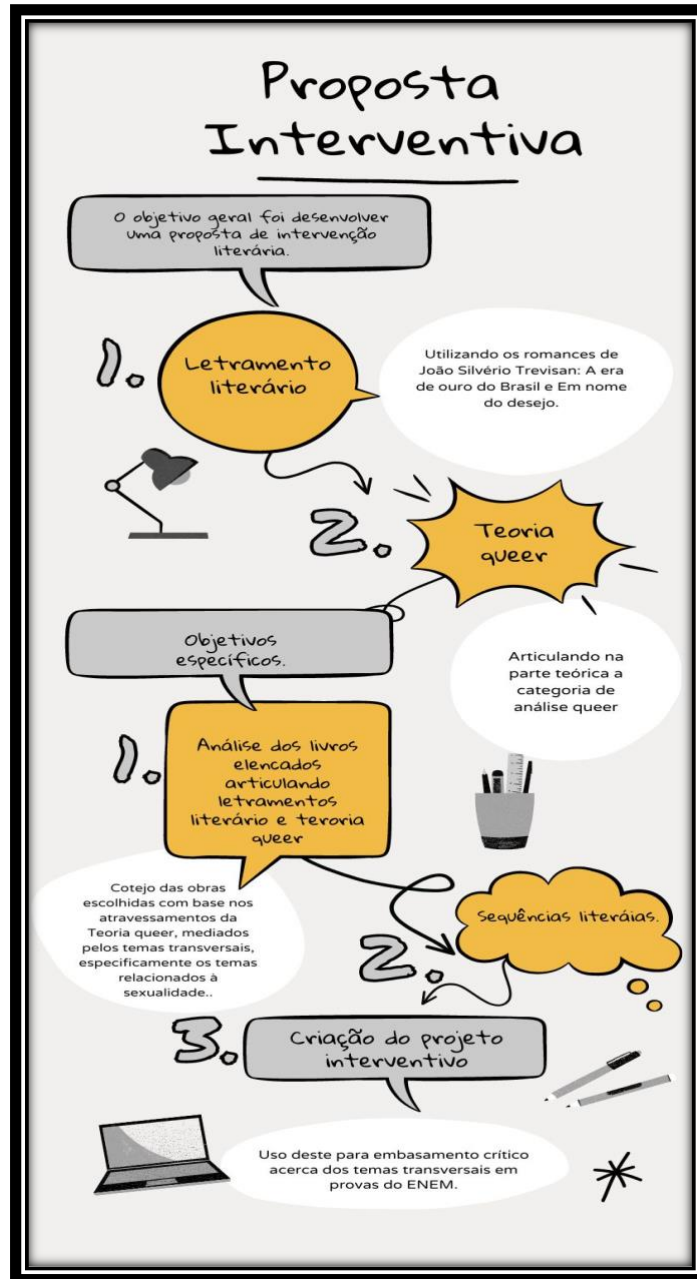 Proposta
Interventiva
O objetivo geral foi desenvolver
uma proposta de intervenção
literária.
1.
Letramento
literário
Utilizando os romances de
João Silvério Trevisan: A era
de ouro do Brasil e Em nome
do desejo.
2.
Teoria
queer
Articulando na
parte teórica a
categoria de
análise queer
Objetivos
específicos.
1.
Análise dos livros
elencados
articulando
letramentos
literário e teroria
queer
Cotejo das obras
escolhidas com base nos
atravessamentos da
Teoria queer, mediados
pelos temas transversais,
especificamente os temas
relacionados à
sexualidade..
2.
Sequências literáias.
3.
Criação do projeto
interventivo
Uso deste para embasamento crítico
acerca dos temas transversais em
provas do ENEM.